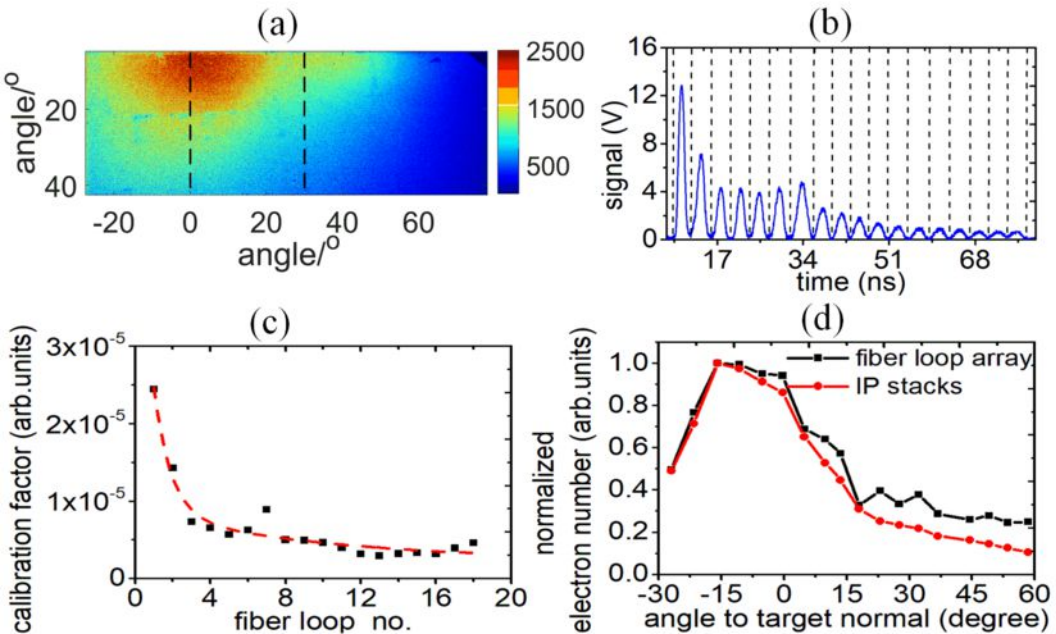 (a)
angle/°
20
40
-20 0 20 40 60
angle/°
2500
1500
500
(b)
signal (V)
16
12
8
4
0
17 34 51 68
time (ns)
(c)
calibration factor (arb.units)
3x10-5
2x10-5
1x10-5
0
0 4 8 12 16 20
fiber loop no.
(d)
normalized
electron number (arb.units)
1.0
0.8
0.6
0.4
0.2
0.0
fiber loop array
IP stacks
-30 -15 0 15 30 45 60
angle to target normal (degree)